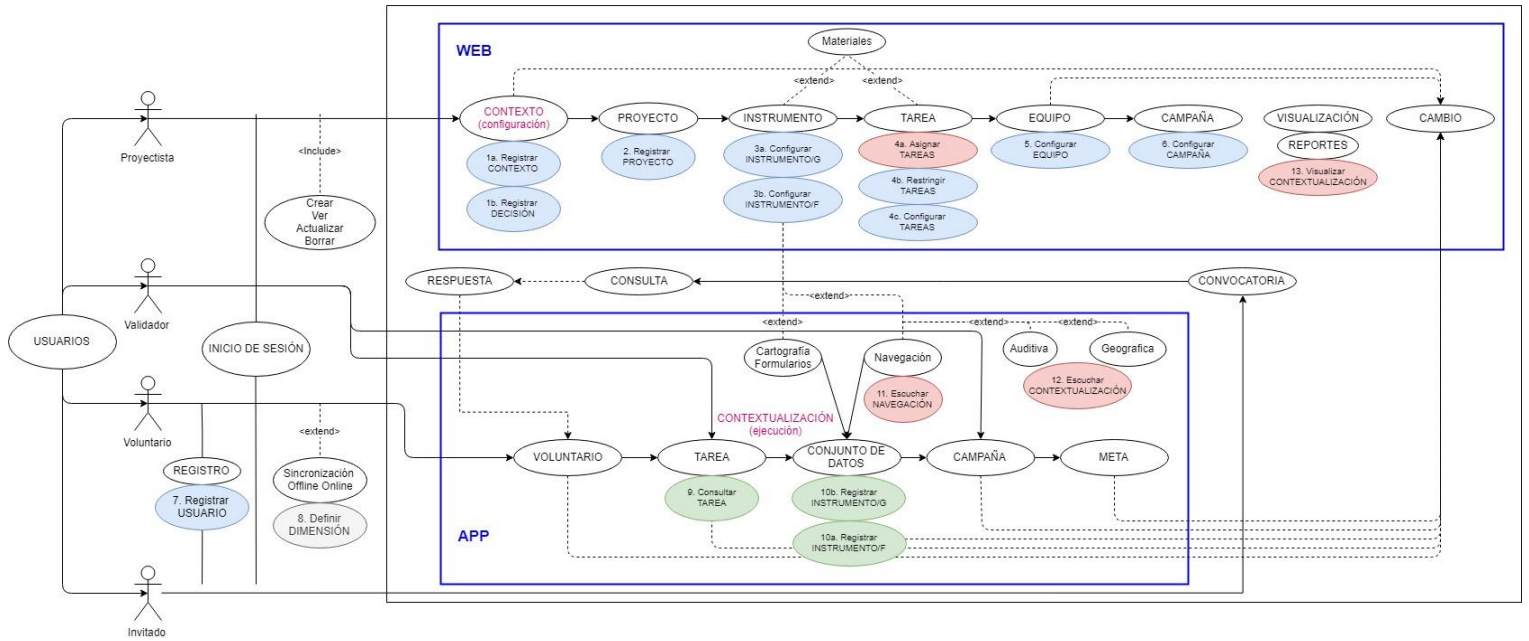 WEB
Materiales
<extend>
<extend>
CONTEXTO
(configuración)
PROYECTO
INSTRUMENTO
TAREA
EQUIPO
CAMPAÑA
VISUALIZACIÓN
CAMBIO
1a. Registrar
CONTEXTO
2. Registrar
PROYECTO
3a. Configurar
INSTRUMENTO/G
4a. Asignar
TAREAS
5. Configurar
EQUIPO
6. Configurar
CAMPAÑA
REPORTES
13. Visualizar
CONTEXTUALIZACIÓN
1b. Registrar
DECISIÓN
3b. Configurar
INSTRUMENTO/F
4b. Restringir
TAREAS
4c. Configurar
TAREAS
Proyectista
<Include>
Crear
Ver
Actualizar
Borrar
RESPUESTA
CONSULTA
CONVOCATORIA
<extend>
Validador
USUARIOS
INICIO DE SESIÓN
<extend>
<extend>
<extend>
Cartografía
Formularios
Navegación
Auditiva
Geografica
11. Escuchar
NAVEGACIÓN
12. Escuchar
CONTEXTUALIZACIÓN
CONTEXTUALIZACIÓN
(ejecución)
Voluntario
<extend>
VOLUNTARIO
TAREA
CONJUNTO DE
DATOS
CAMPAÑA
META
REGISTRO
7. Registrar
USUARIO
Sincronización
Offline Online
8. Definir
DIMENSIÓN
9. Consultar
TAREA
10b. Registrar
INSTRUMENTO/G
10a. Registrar
INSTRUMENTO/F
APP
Invitado